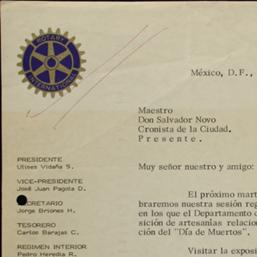 ROTARY
INTERNATIONAL
México, D. F.,
Maestro
Don Salvador Novo
Cronista de la Ciudad.
P r e s e n t e .
PRESIDENTE
Ulises Vidaña S.
Muy señor nuestro y amigo:
VICE-PRESIDENTE
José Juan Pagola D.
El próximo mart
CRETARIO
braremos nuestra sesión reg
Jorge Briones H.
en los que el Departamento d
TESORERO
sición de artesanías relacio
Carlos Barajas C.
ción del "Día de Muertos".
REGIMEN INTERIOR
Pedro Heredia R.
Visitar la exposi